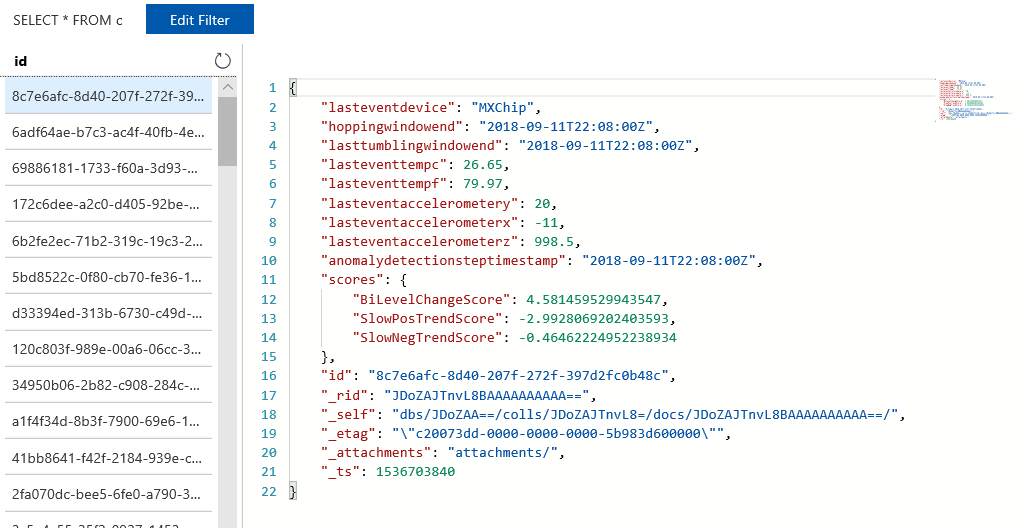 SELECT * FROM c
Edit Filter
id
8c7e6afc-8d40-207f-272f-39...
6adf64ae-b7c3-ac4f-40fb-4e...
69886181-1733-f60a-3d93-...
172c6dee-a2c0-d405-92be-...
6b2fe2ec-71b2-319c-19c3-2...
5bd8522c-0f80-cb70-fe36-1...
d33394ed-313b-6730-c49d-...
120c803f-989e-00a6-06cc-3...
34950b06-2b82-c908-284c-...
a1f4f34d-8b3f-7900-69e6-1...
41bb8641-f42f-2184-939e-c...
2fa070dc-bee5-6fe0-a790-3...
1 {
2 "lasteventdevice": "MXChip",
3 "hoppingwindowend": "2018-09-11T22:08:00Z",
4 "lasttumblingwindowend": "2018-09-11T22:08:00Z",
5 "lasteventtempc": 26.65,
6 "lasteventtempf": 79.97,
7 "lasteventaccelerometery": 20,
8 "lasteventaccelerometerx": -11,
9 "lasteventaccelerometerz": 998.5,
10 "anomalydetectionsteptimestamp": "2018-09-11T22:08:00Z",
11 "scores": {
12 "BiLevelChangeScore": 4.581459529943547,
13 "SlowPosTrendScore": -2.9928069202403593,
14 "SlowNegTrendScore": -0.46462224952238934
15 },
16 "id": "8c7e6afc-8d40-207f-272f-397d2fc0b48c",
17 "_rid": "JDoZAJTnvL8BAAAAAAAAAA==",
18 "_self": "dbs/JDoZAA==/colls/JDoZAJTnvL8=/docs/JDoZAJTnvL8BAAAAAAAAAA==/",
19 "_etag": "\"c20073dd-0000-0000-0000-5b983d600000\"",
20 "_attachments": "attachments/",
21 "_ts": 1536703840
22 }